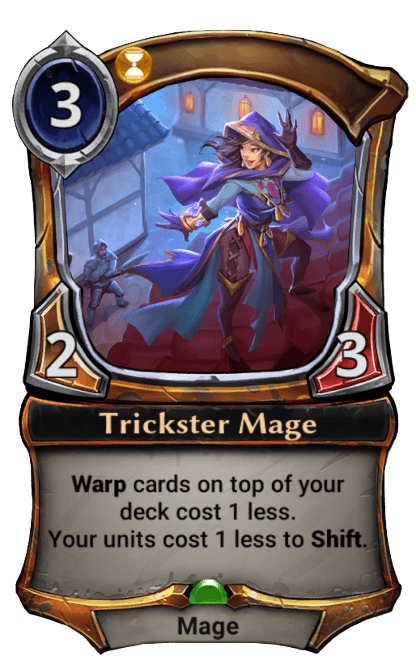 3
2
3
Trickster Mage
Warp cards on top of your
deck cost 1 less.
Your units cost 1 less to Shift.
Mage